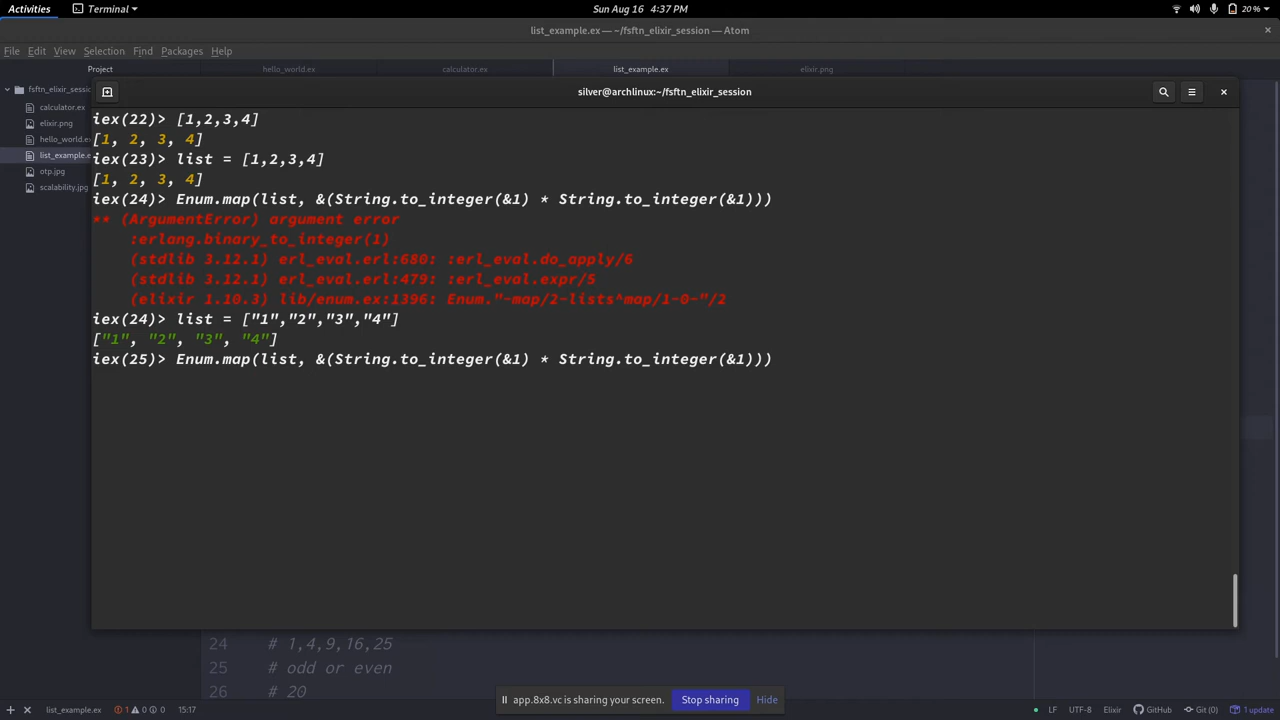 Activities
Terminal
Sun Aug 16 4:37 PM
20 %
list_example.ex — ~/fsftn_elixir_session — Atom
File Edit View Selection Find Packages Help
Project
hello_world.ex
calculator.ex
list_example.ex
elixir.png
fsftn_elixir_sessic
calculator.ex
elixir.png
hello_world.ex
list_example.e
otp.jpg
scalability.jpg
silver@archlinux:~/fsftn_elixir_session
iex(22)> [1,2,3,4]
[1, 2, 3, 4]
iex(23)> list = [1,2,3,4]
[1, 2, 3, 4]
iex(24)> Enum.map(list, &(String.to_integer(&1) * String.to_integer(&1)))
** (ArgumentError) argument error
:erlang.binary_to_integer(1)
(stdlib 3.12.1) erl_eval.erl:680: :erl_eval.do_apply/6
(stdlib 3.12.1) erl_eval.erl:479: :erl_eval.expr/5
(elixir 1.10.3) lib/enum.ex:1396: Enum."-map/2-lists^map/1-0-"/2
iex(24)> list = ["1","2","3","4"]
["1", "2", "3", "4"]
iex(25)> Enum.map(list, &(String.to_integer(&1) * String.to_integer(&1)))
24 # 1,4,9,16,25
25 # odd or even
26 # 20
app.8x8.vc is sharing your screen.
Stop sharing
Hide
list_example.ex 1 0 0 15:17
LF UTF-8 Elixir GitHub Git (0) 1 update